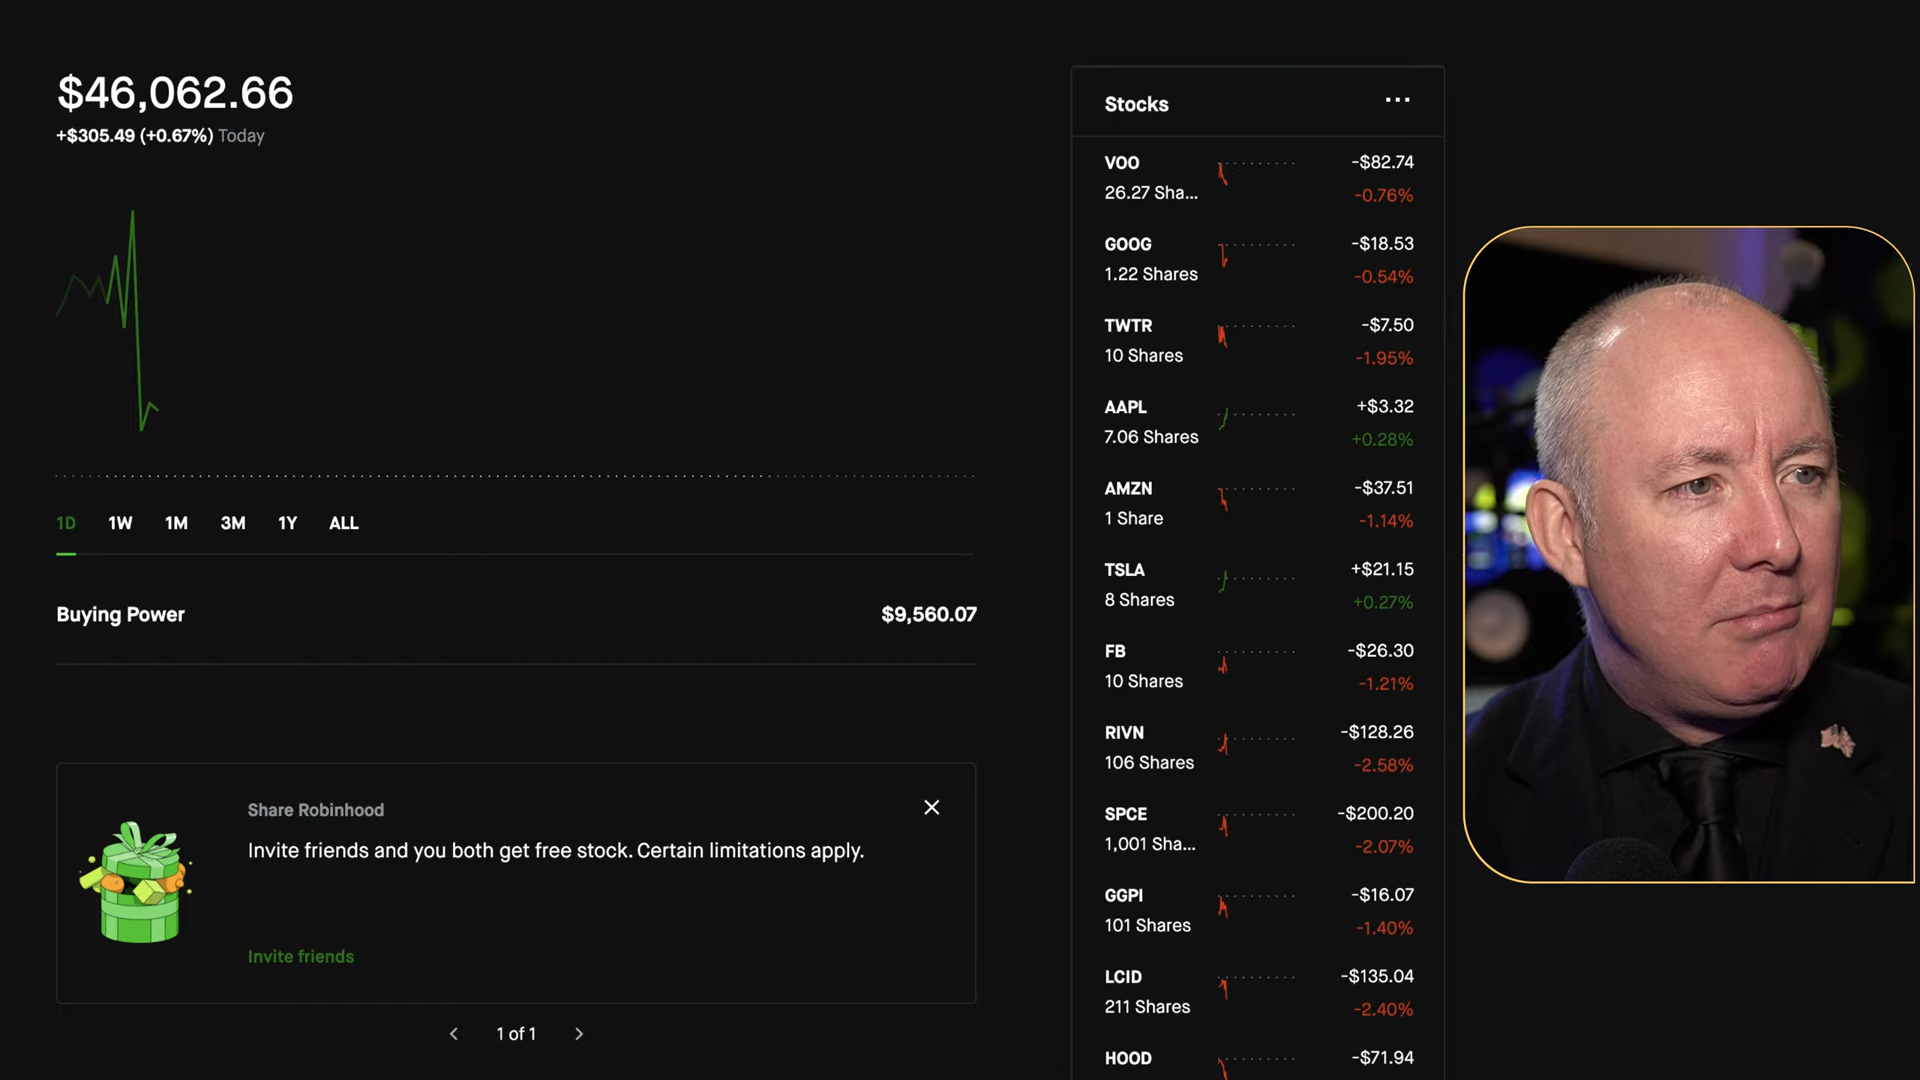 $46,062.66
+$305.49 (+0.67%) Today
1D 1W 1M 3M 1Y ALL
Buying Power $9,560.07
Share Robinhood
Invite friends and you both get free stock. Certain limitations apply.
Invite friends
1 of 1
Stocks
VOO -$82.74
26.27 Sha... -0.76%
GOOG -$18.53
1.22 Shares -0.54%
TWTR -$7.50
10 Shares -1.95%
AAPL +$3.32
7.06 Shares +0.28%
AMZN -$37.51
1 Share -1.14%
TSLA +$21.15
8 Shares +0.27%
FB -$26.30
10 Shares -1.21%
RIVN -$128.26
106 Shares -2.58%
SPCE -$200.20
1,001 Sha... -2.07%
GGPI -$16.07
101 Shares -1.40%
LCID -$135.04
211 Shares -2.40%
HOOD -$71.94